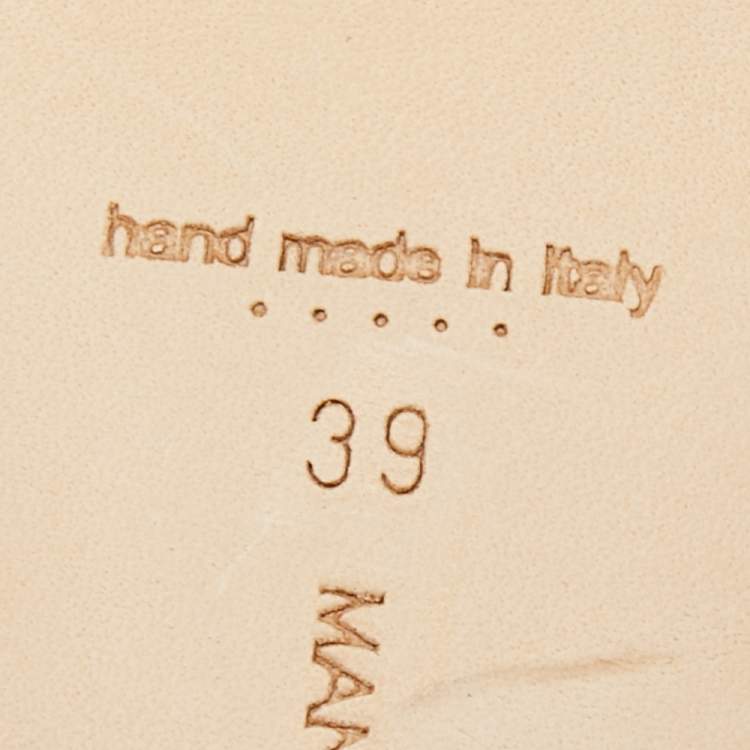 hand made in Italy
• • • • •
39